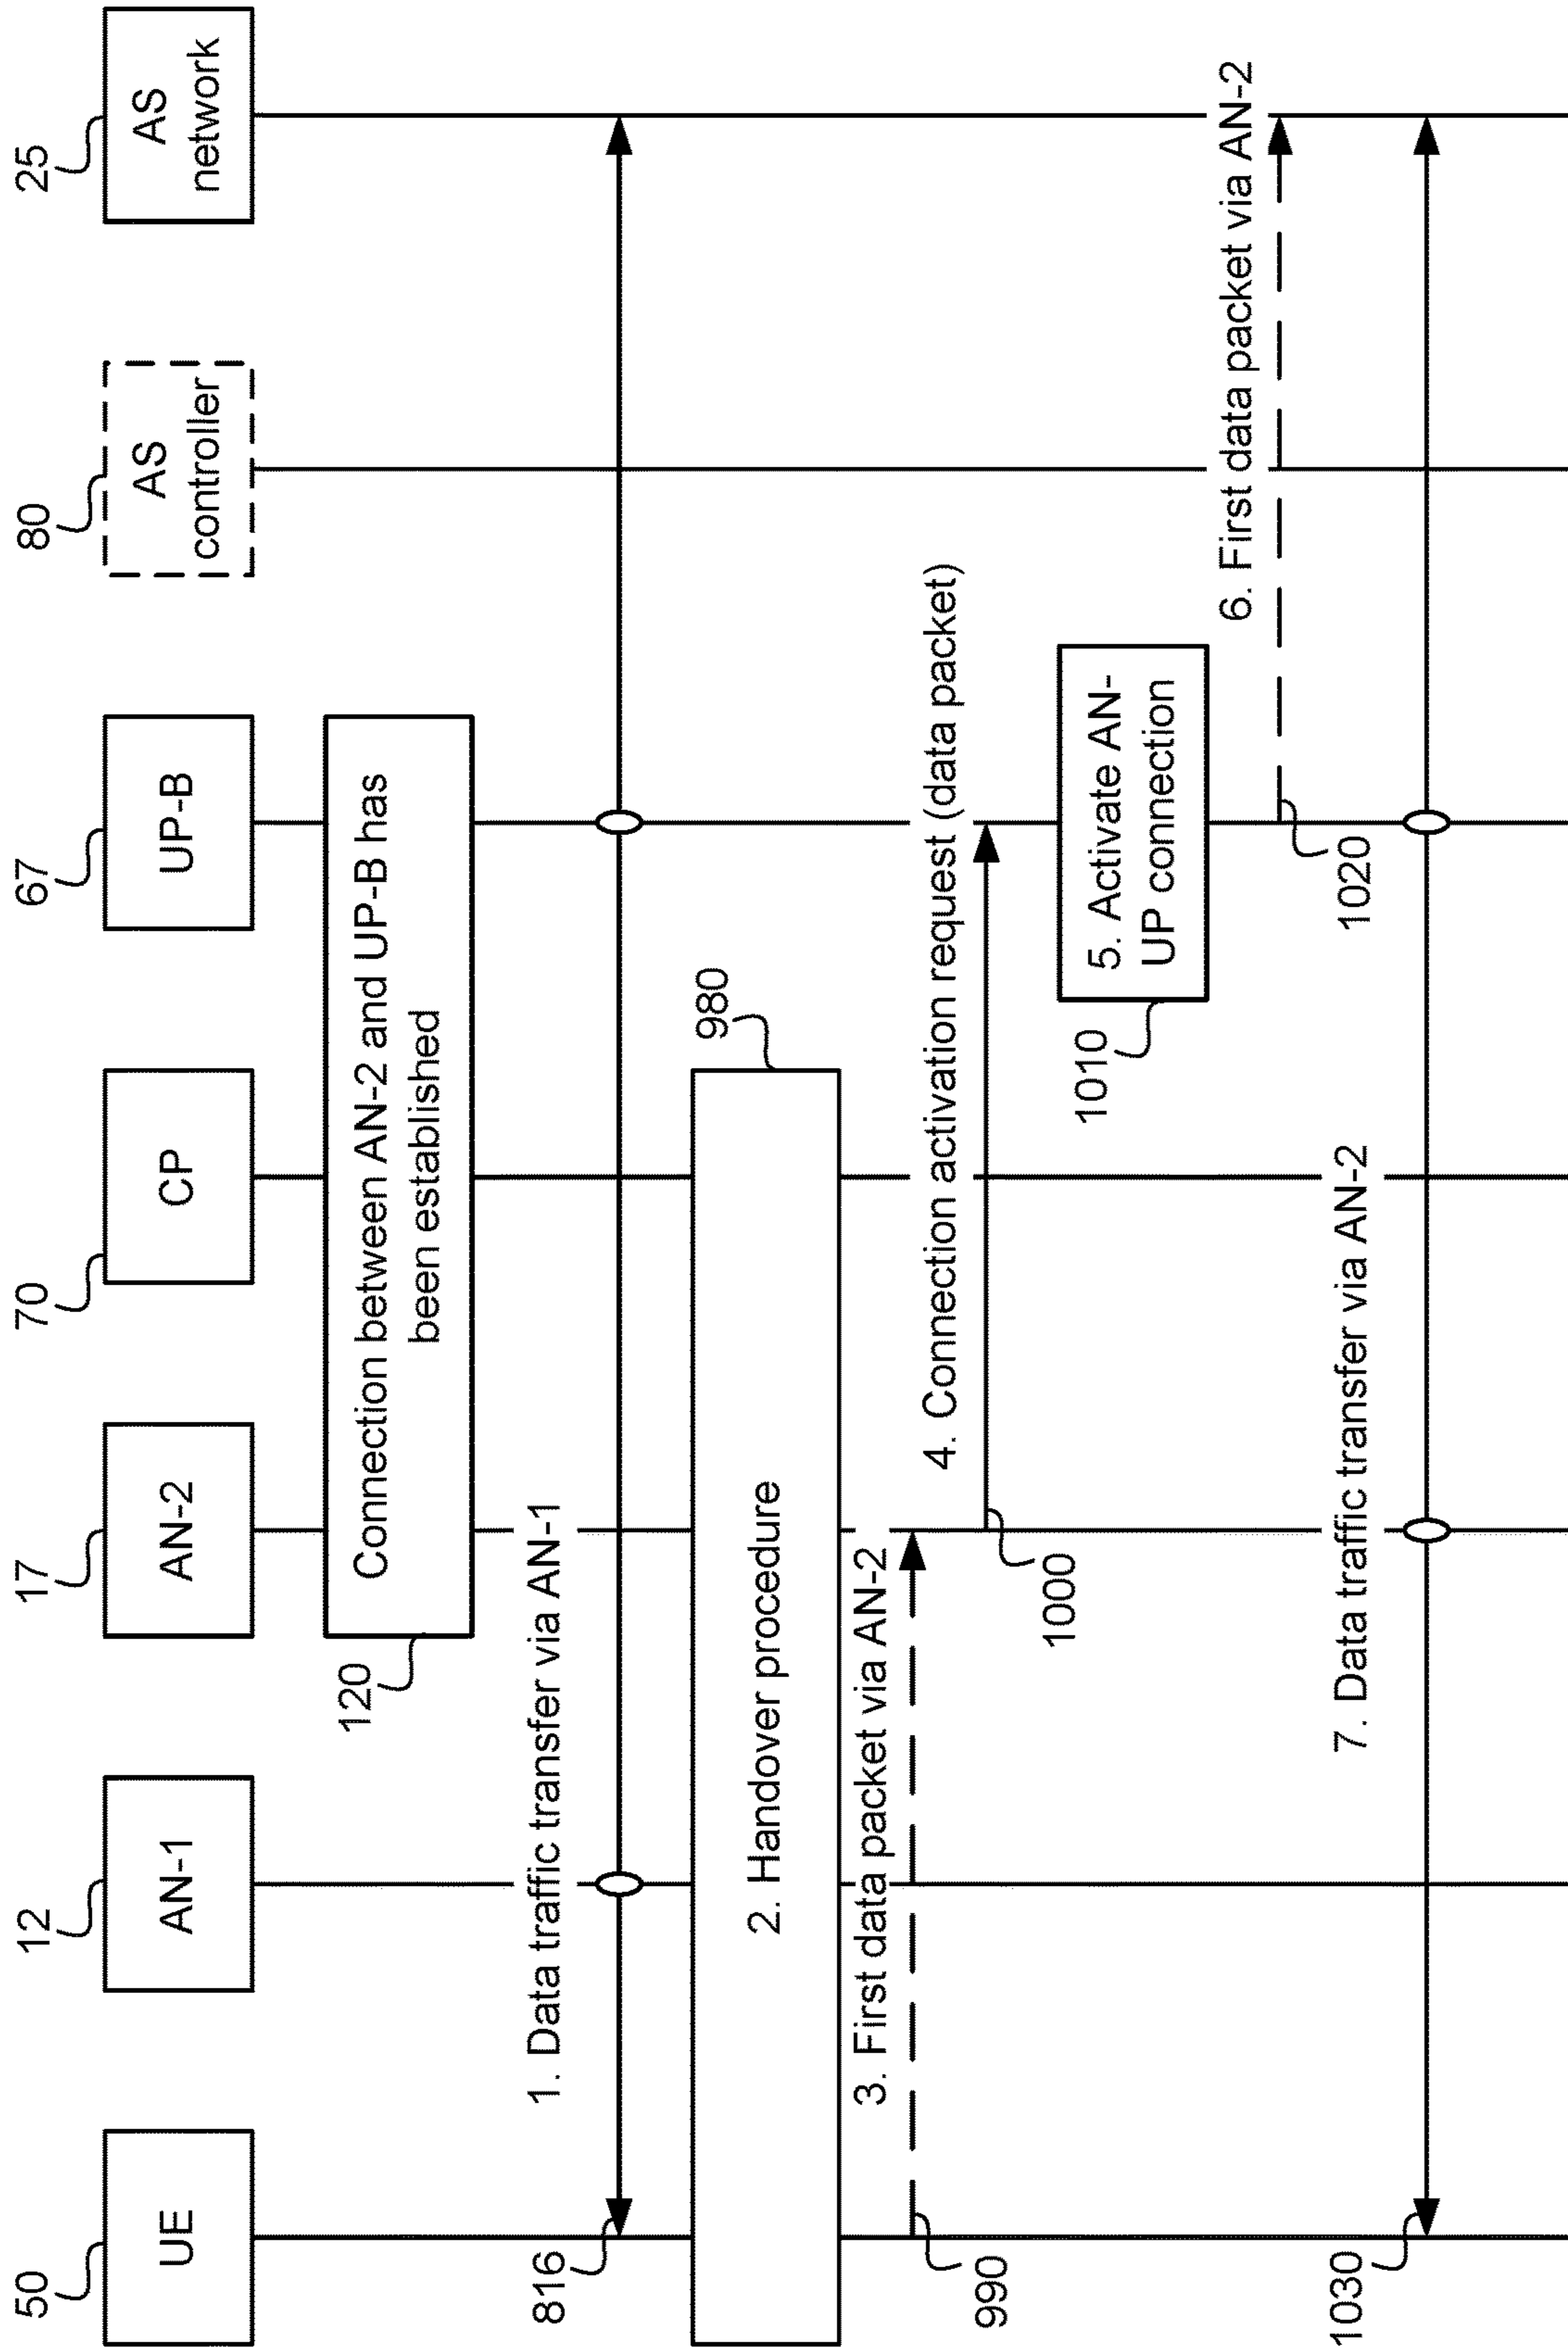 50
12
17
70
67
80
25
UE
AN-1
AN-2
CP
UP-B
AS
controller
AS
network
120
Connection between AN-2 and UP-B has
been established
1. Data traffic transfer via AN-1
816
2. Handover procedure
980
3. First data packet via AN-2
990
4. Connection activation request (data packet)
1000
5. Activate AN-
UP connection
1010
6. First data packet via AN-2
1020
7. Data traffic transfer via AN-2
1030